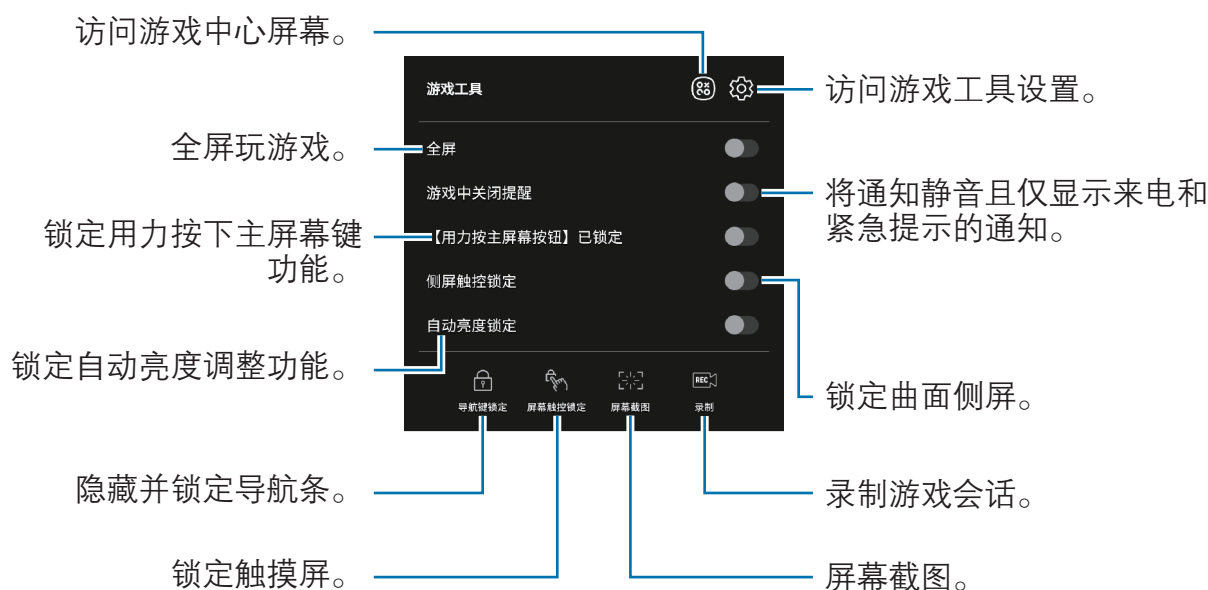 访问游戏中心屏幕。
游戏工具
访问游戏工具设置。
全屏玩游戏。
全屏
游戏中关闭提醒
将通知静音且仅显示来电和
紧急提示的通知。
锁定用力按下主屏幕键
功能。
【用力按主屏幕按钮】已锁定
侧屏触控锁定
自动亮度锁定
锁定自动亮度调整功能。
锁定曲面侧屏。
REC
导航键锁定 屏幕触控锁定 屏幕截图 录制
隐藏并锁定导航条。
录制游戏会话。
锁定触摸屏。
屏幕截图。